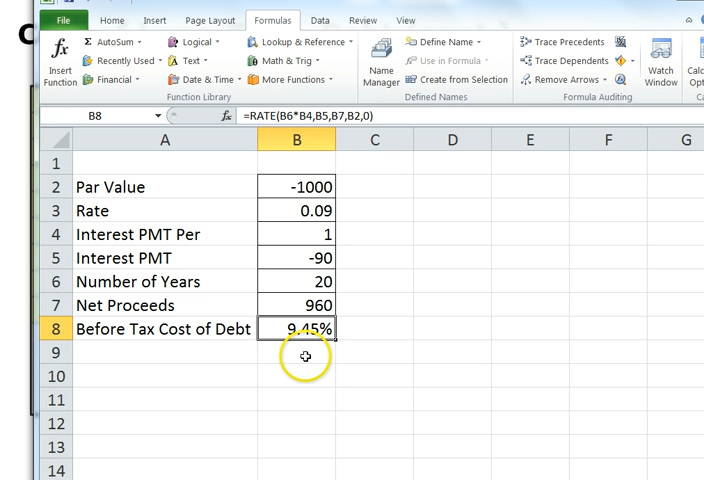 C
File Home Insert Page Layout Formulas Data Review View
fx Σ AutoSum Logical Lookup & Reference Define Name Trace Precedents
Insert Function Recently Used Text Math & Trig Name Manager Use in Formula Trace Dependents Watch Window
Financial Date & Time More Functions Create from Selection Remove Arrows
Function Library Defined Names Formula Auditing
B8 fx =RATE(B6*B4,B5,B7,B2,0)
A B C D E F G
1
2 Par Value -1000
3 Rate 0.09
4 Interest PMT Per 1
5 Interest PMT -90
6 Number of Years 20
7 Net Proceeds 960
8 Before Tax Cost of Debt 9.45%
9
10
11
12
13
14